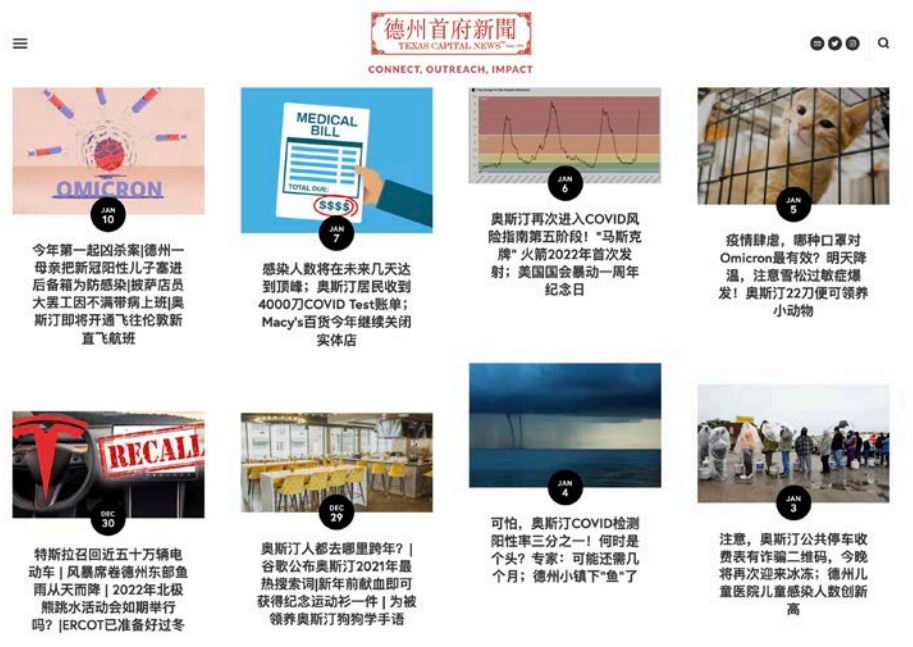 德州首府新聞
TEXAS CAPITAL NEWS
CONNECT, OUTREACH, IMPACT
OMICRON
JAN
10
今年第一起凶杀案|德州一
母亲把新冠阳性儿子塞进
后备箱为防感染|披萨店员
大罢工因不满带病上班|奥
斯汀即将开通飞往伦敦新
直飞航班
MEDICAL
BILL
TOTAL DUE:
$$$$
JAN
7
感染人数将在未来几天达
到顶峰；奥斯汀居民收到
4000刀COVID Test账单；
Macy's百货今年继续关闭
实体店
JAN
6
奥斯汀再次进入COVID风
险指南第五阶段！"马斯克
牌" 火箭2022年首次发
射；美国国会暴动一周年
纪念日
JAN
5
疫情肆虐，哪种口罩对
Omicron最有效？明天降
温，注意雪松过敏症爆
发！奥斯汀22刀便可领养
小动物
RECALL
DEC
30
特斯拉召回近五十万辆电
动车 | 风暴席卷德州东部鱼
雨从天而降 | 2022年北极
熊跳水活动会如期举行
吗？|ERCOT已准备好过冬
DEC
29
奥斯汀人都去哪里跨年？|
谷歌公布奥斯汀2021年最
热搜索词|新年前献血即可
获得纪念运动衫一件 | 为被
领养奥斯汀狗狗学手语
JAN
4
可怕，奥斯汀COVID检测
阳性率三分之一！何时是
个头？专家：可能还需几
个月；德州小镇下"鱼"了
JAN
3
注意，奥斯汀公共停车收
费表有诈骗二维码，今晚
将再次迎来冰冻；德州儿
童医院儿童感染人数创新
高